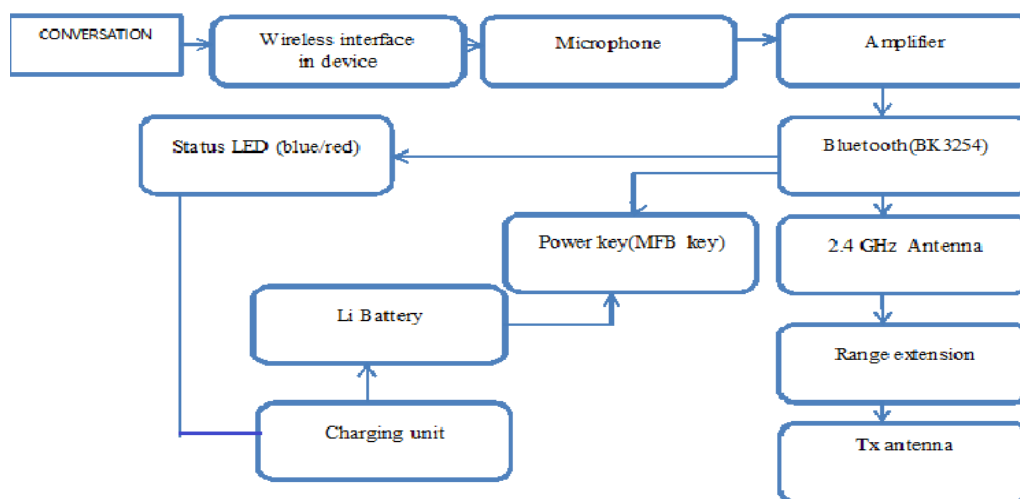 CONVERSATION
Wireless interface
in device
Microphone
Amplifier
Status LED (blue/red)
Bluetooth(BK3254)
Power key(MFB key)
2.4 GHz Antenna
Li Battery
Range extension
Charging unit
Tx antenna